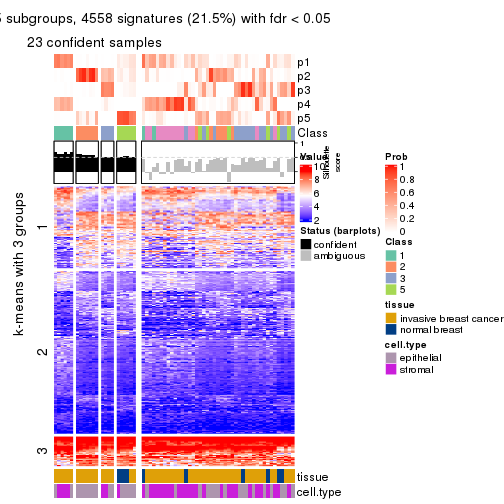 5 subgroups, 4558 signatures (21.5%) with fdr < 0.05
23 confident samples
p1
p2
p3
p4
p5
Class
1
Silhouette
score
k-means with 3 groups
1
2
3
tissue
cell.type
Value
10
8
6
4
2
Status (barplots)
confident
ambiguous
Prob
1
0.8
0.6
0.4
0.2
0
Class
1
2
3
5
tissue
invasive breast cancer
normal breast
cell.type
epithelial
stromal